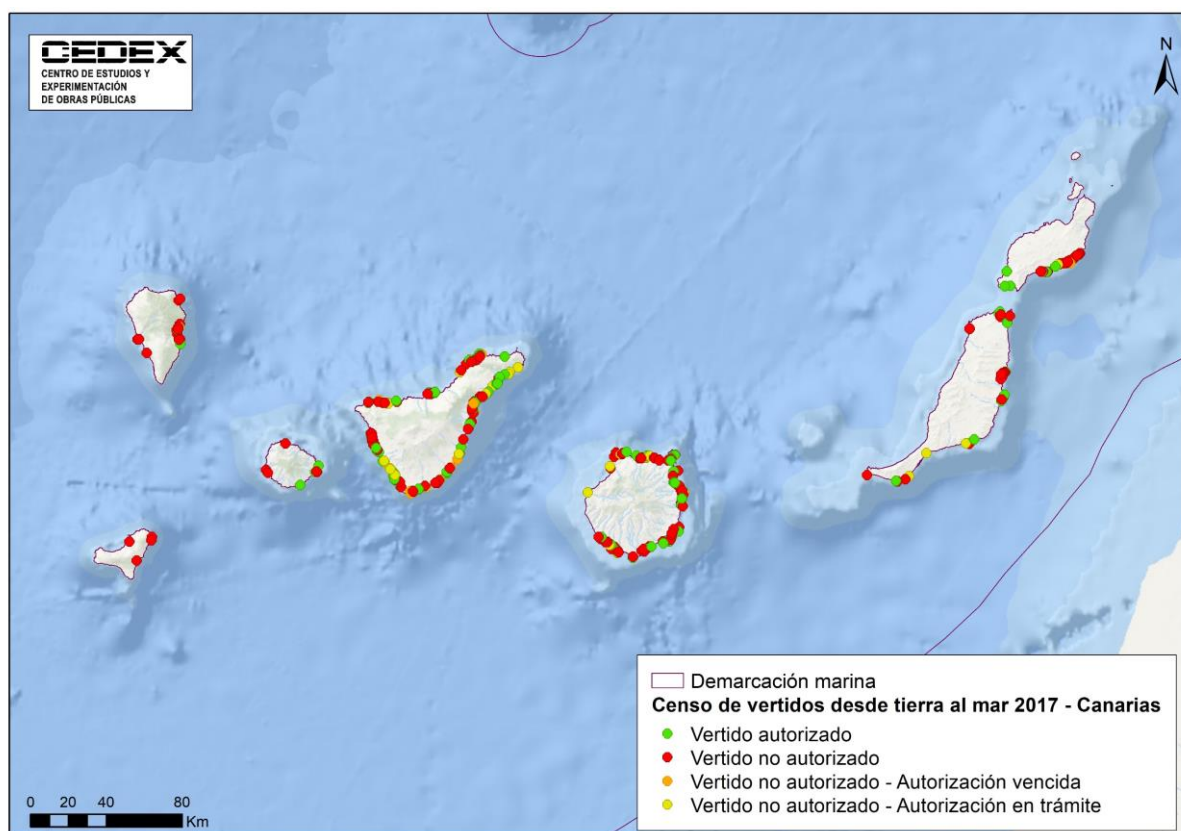 CEDEX
CENTRO DE ESTUDIOS Y
EXPERIMENTACIÓN
DE OBRAS PÚBLICAS
N
Demarcación marina
Censo de vertidos desde tierra al mar 2017 - Canarias
Vertido autorizado
Vertido no autorizado
Vertido no autorizado - Autorización vencida
Vertido no autorizado - Autorización en trámite
0 20 40 80
Km